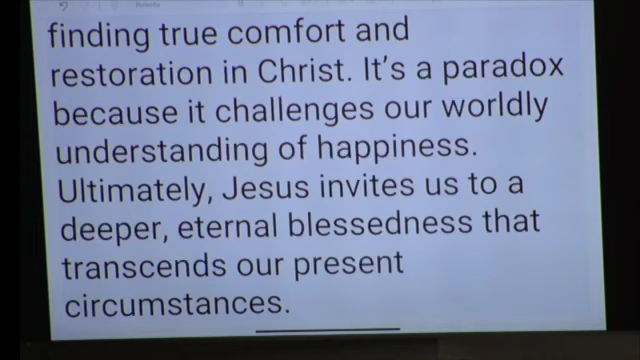 finding true comfort and
restoration in Christ. It's a paradox
because it challenges our worldly
understanding of happiness.
Ultimately, Jesus invites us to a
deeper, eternal blessedness that
transcends our present
circumstances.